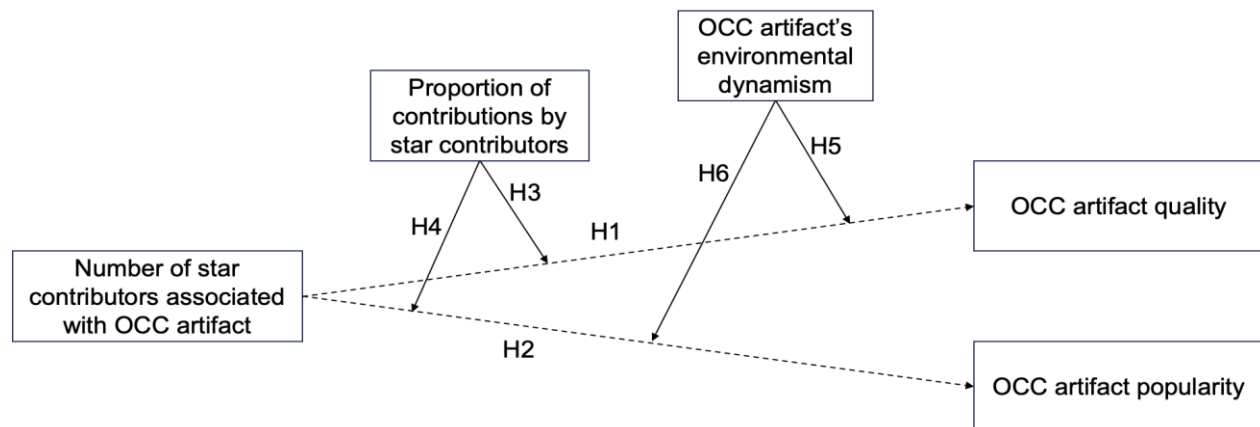 OCC artifact's
environmental
dynamism
Proportion of
contributions by
star contributors
H5
H6
H3
H4
H1
OCC artifact quality
Number of star
contributors associated
with OCC artifact
H2
OCC artifact popularity